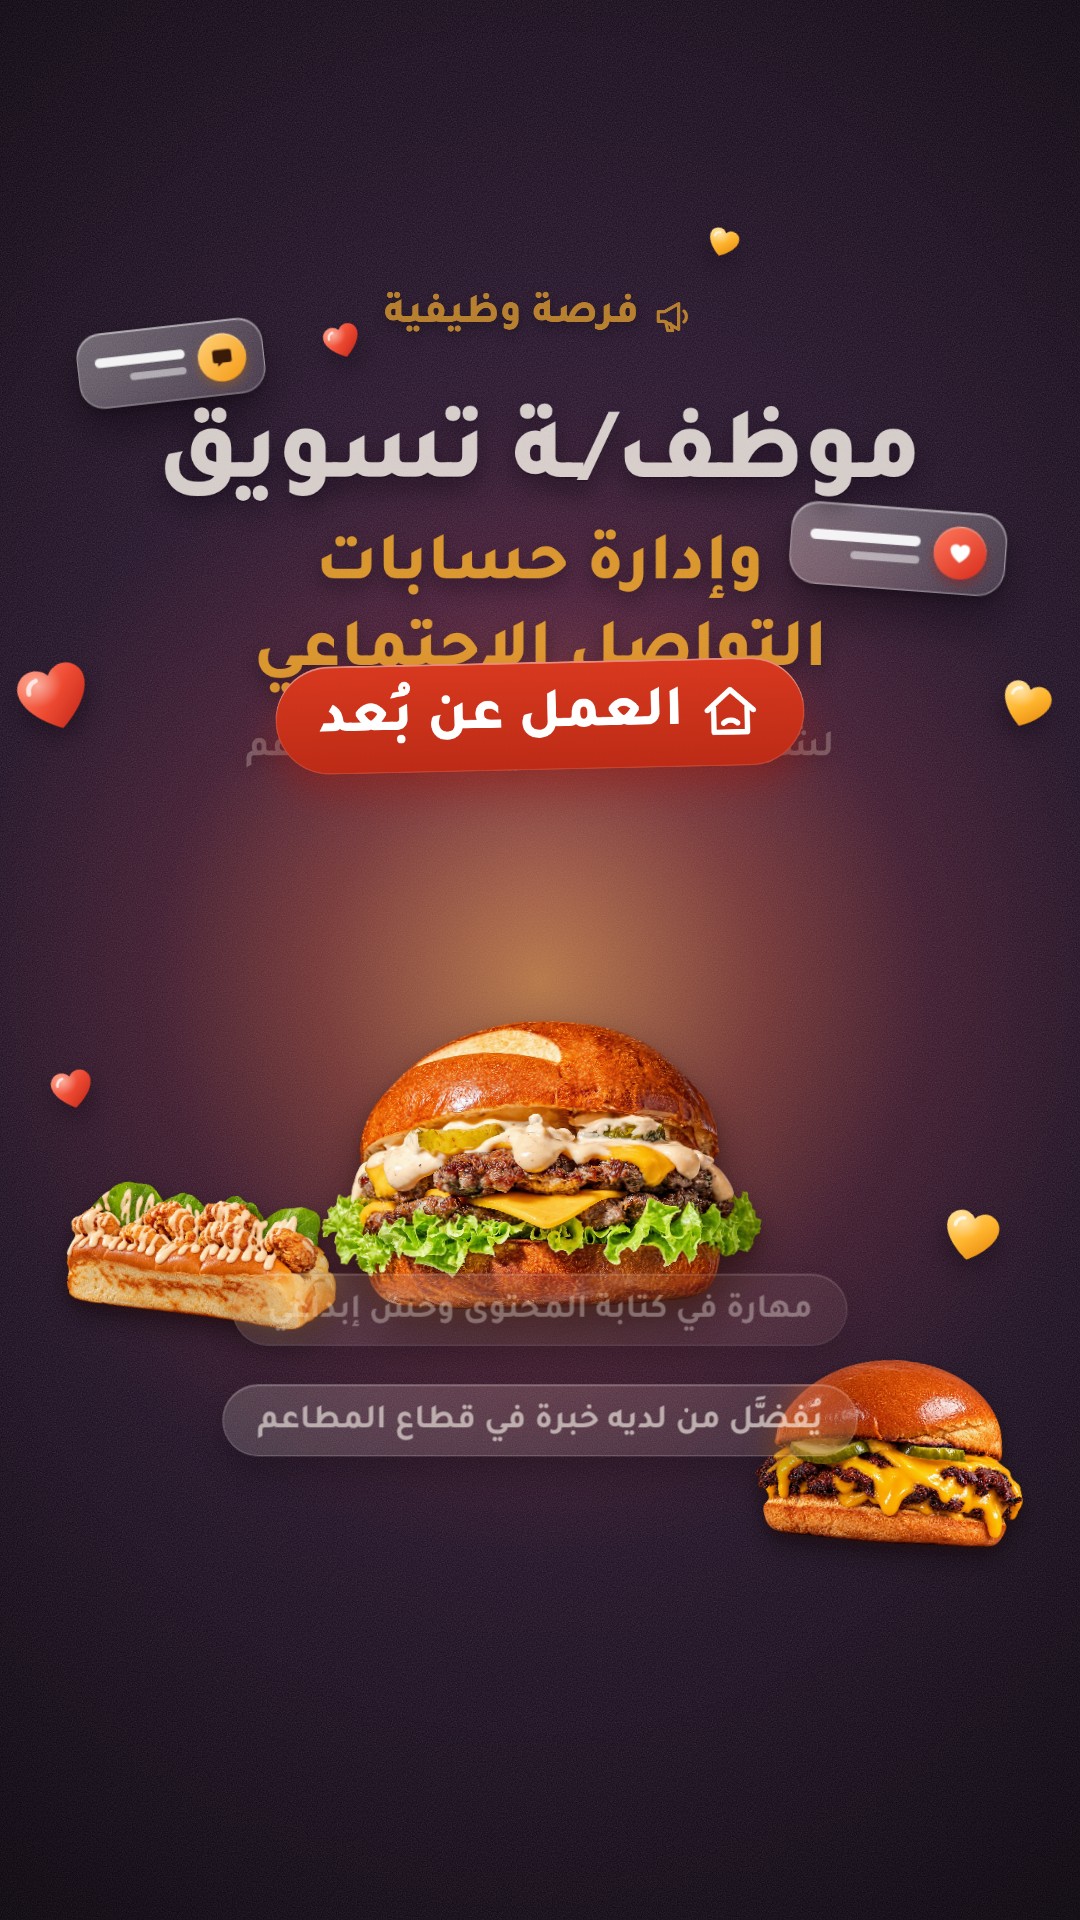 فرصة وظيفية
موظف/ة تسويق
وإدارة حسابات
التواصل الاجتماعي
العمل عن بُعد
مهارة في كتابة المحتوى وحس إبداعي
يُفضَّل من لديه خبرة في قطاع المطاعم